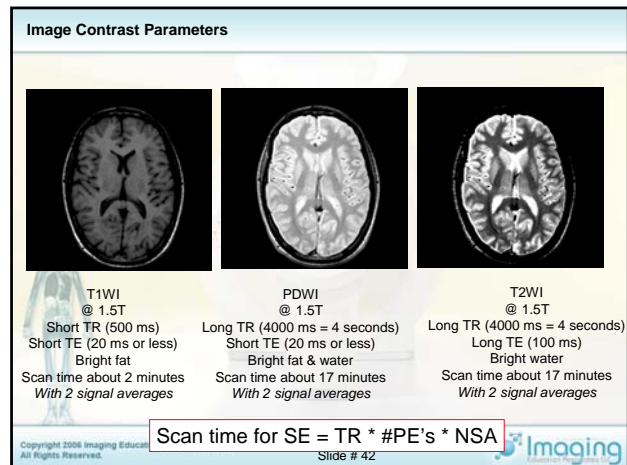 Image Contrast Parameters
T1WI
@ 1.5T
Short TR (500 ms)
Short TE (20 ms or less)
Bright fat
Scan time about 2 minutes
With 2 signal averages
PDWI
@ 1.5T
Long TR (4000 ms = 4 seconds)
Short TE (20 ms or less)
Bright fat & water
Scan time about 17 minutes
With 2 signal averages
T2WI
@ 1.5T
Long TR (4000 ms = 4 seconds)
Long TE (100 ms)
Bright water
Scan time about 17 minutes
With 2 signal averages
Scan time for SE = TR * #PE's * NSA
Copyright 2006 Imaging Educati
All Rights Reserved.
Slide # 42
Imaging